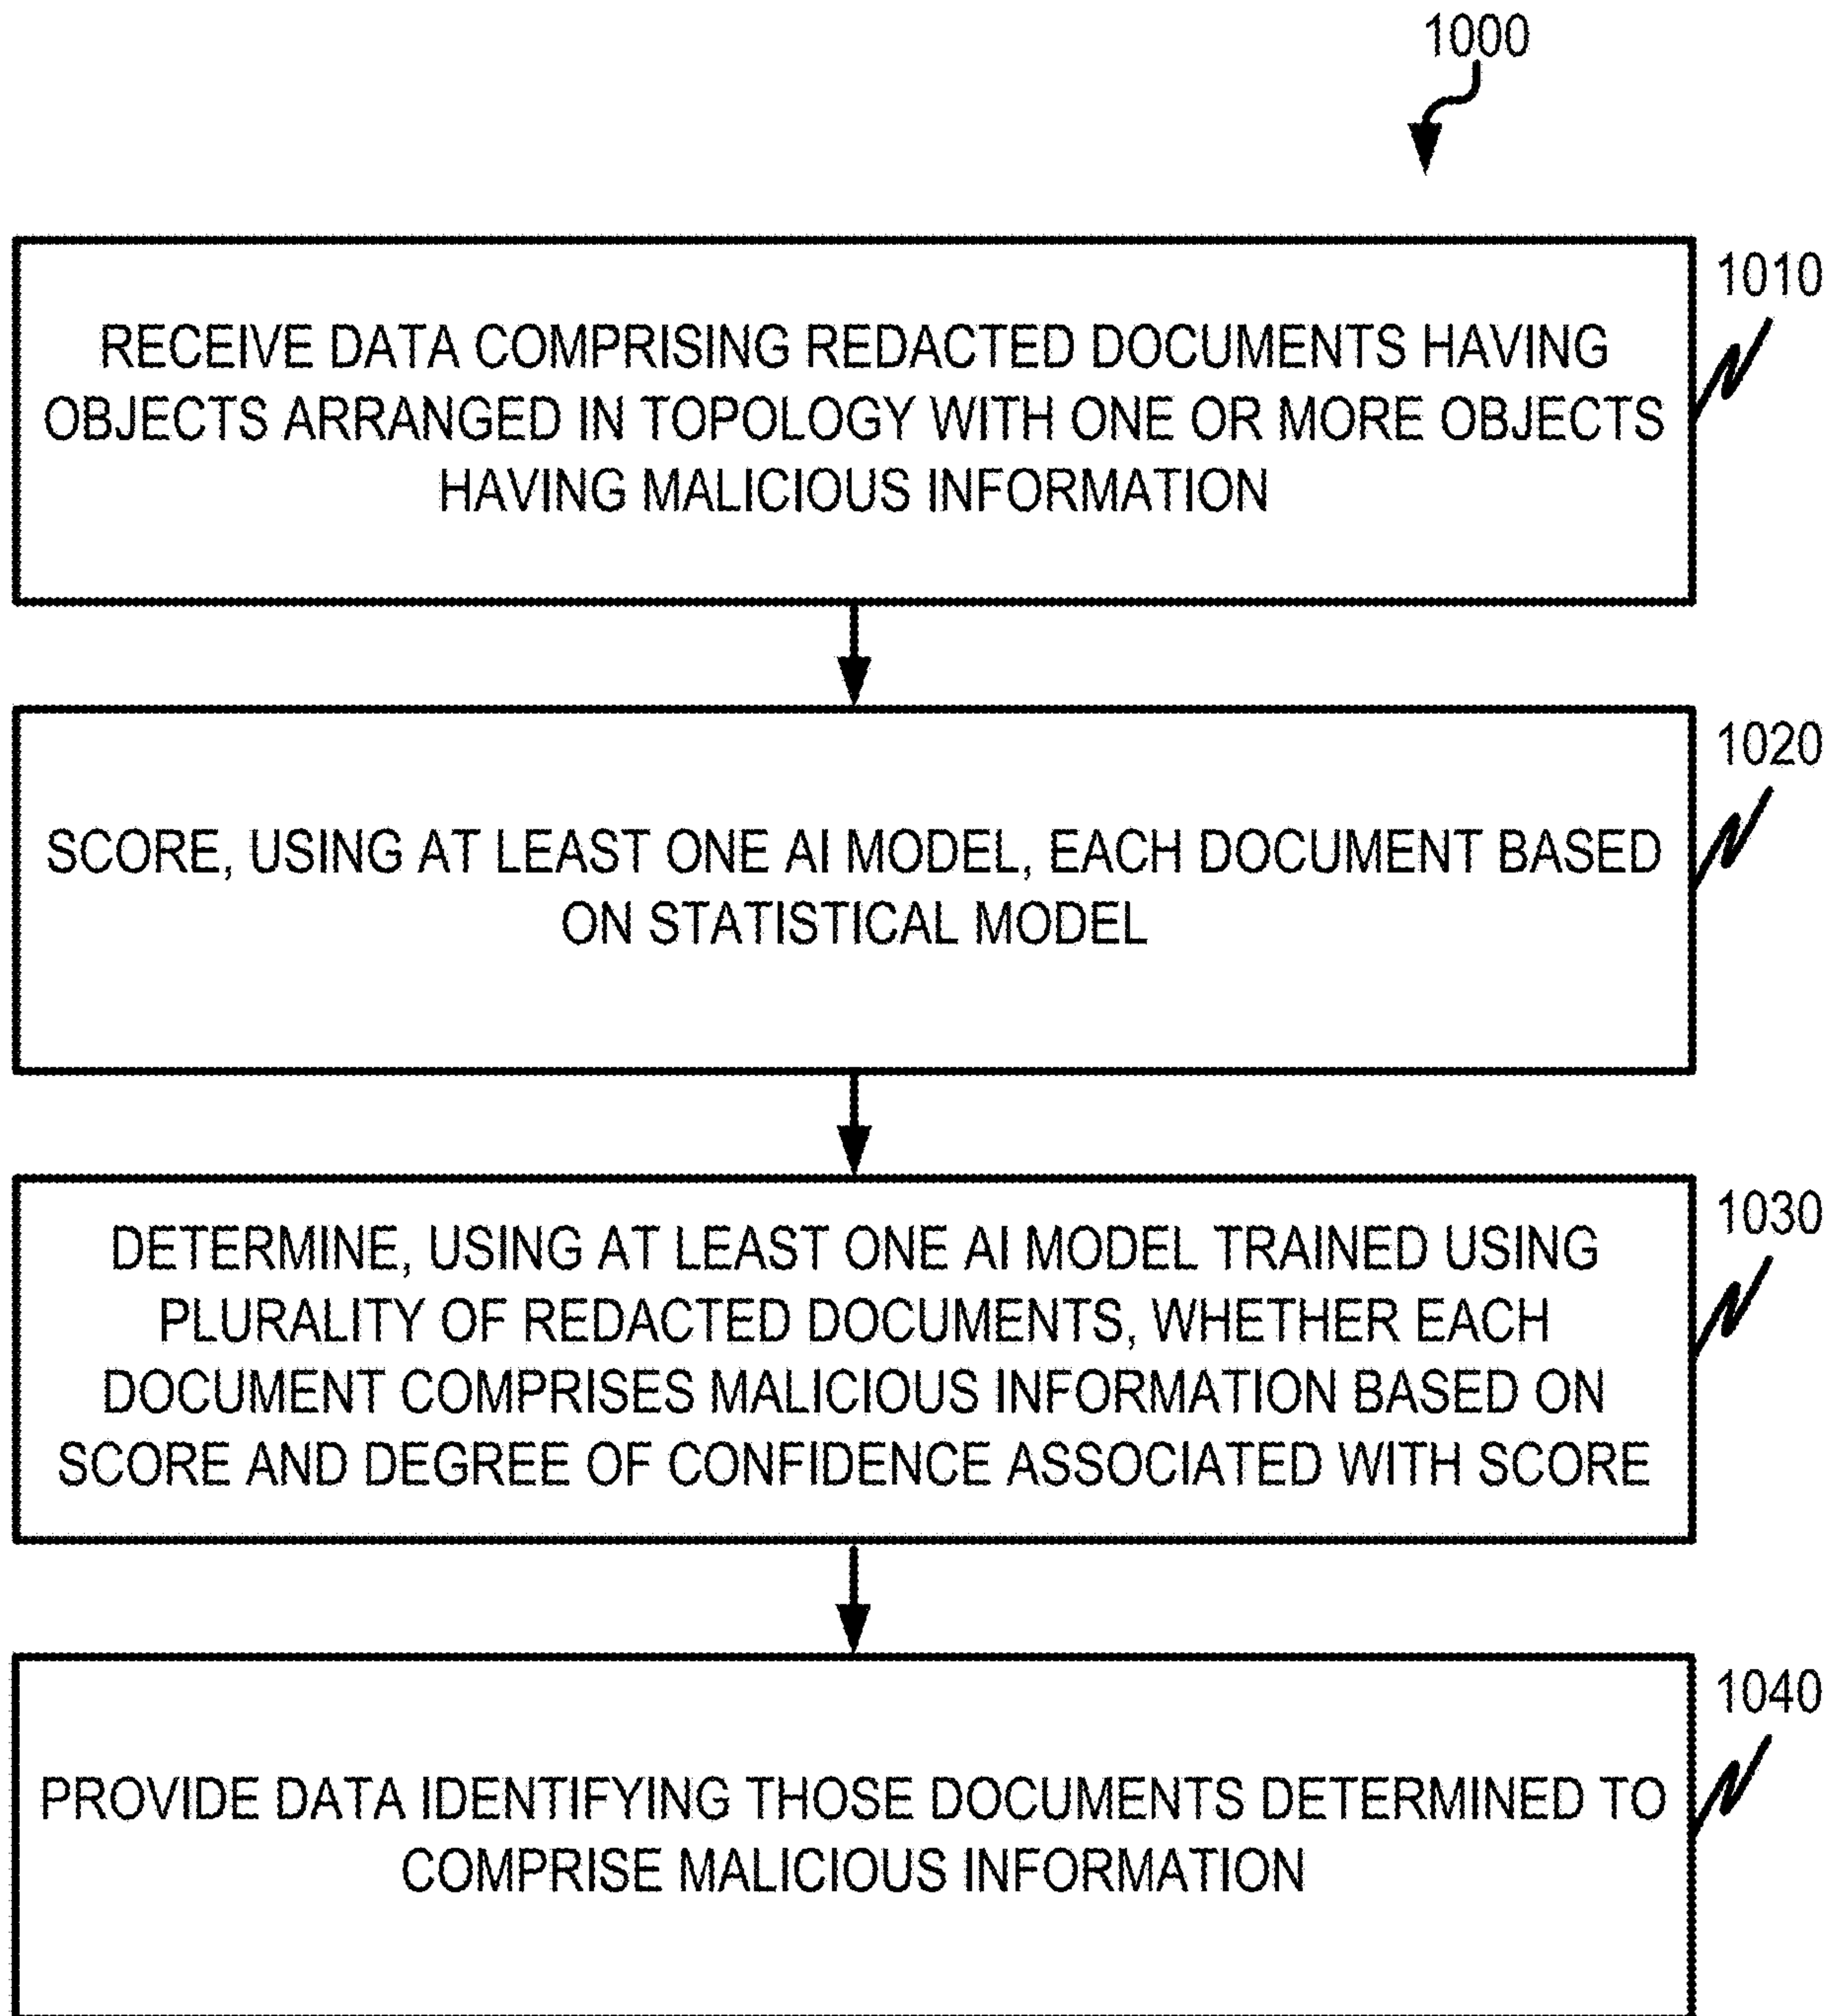 1000
1010
RECEIVE DATA COMPRISING REDACTED DOCUMENTS HAVING
OBJECTS ARRANGED IN TOPOLOGY WITH ONE OR MORE OBJECTS
HAVING MALICIOUS INFORMATION
1020
SCORE, USING AT LEAST ONE AI MODEL, EACH DOCUMENT BASED
ON STATISTICAL MODEL
1030
DETERMINE, USING AT LEAST ONE AI MODEL TRAINED USING
PLURALITY OF REDACTED DOCUMENTS, WHETHER EACH
DOCUMENT COMPRISES MALICIOUS INFORMATION BASED ON
SCORE AND DEGREE OF CONFIDENCE ASSOCIATED WITH SCORE
1040
PROVIDE DATA IDENTIFYING THOSE DOCUMENTS DETERMINED TO
COMPRISE MALICIOUS INFORMATION